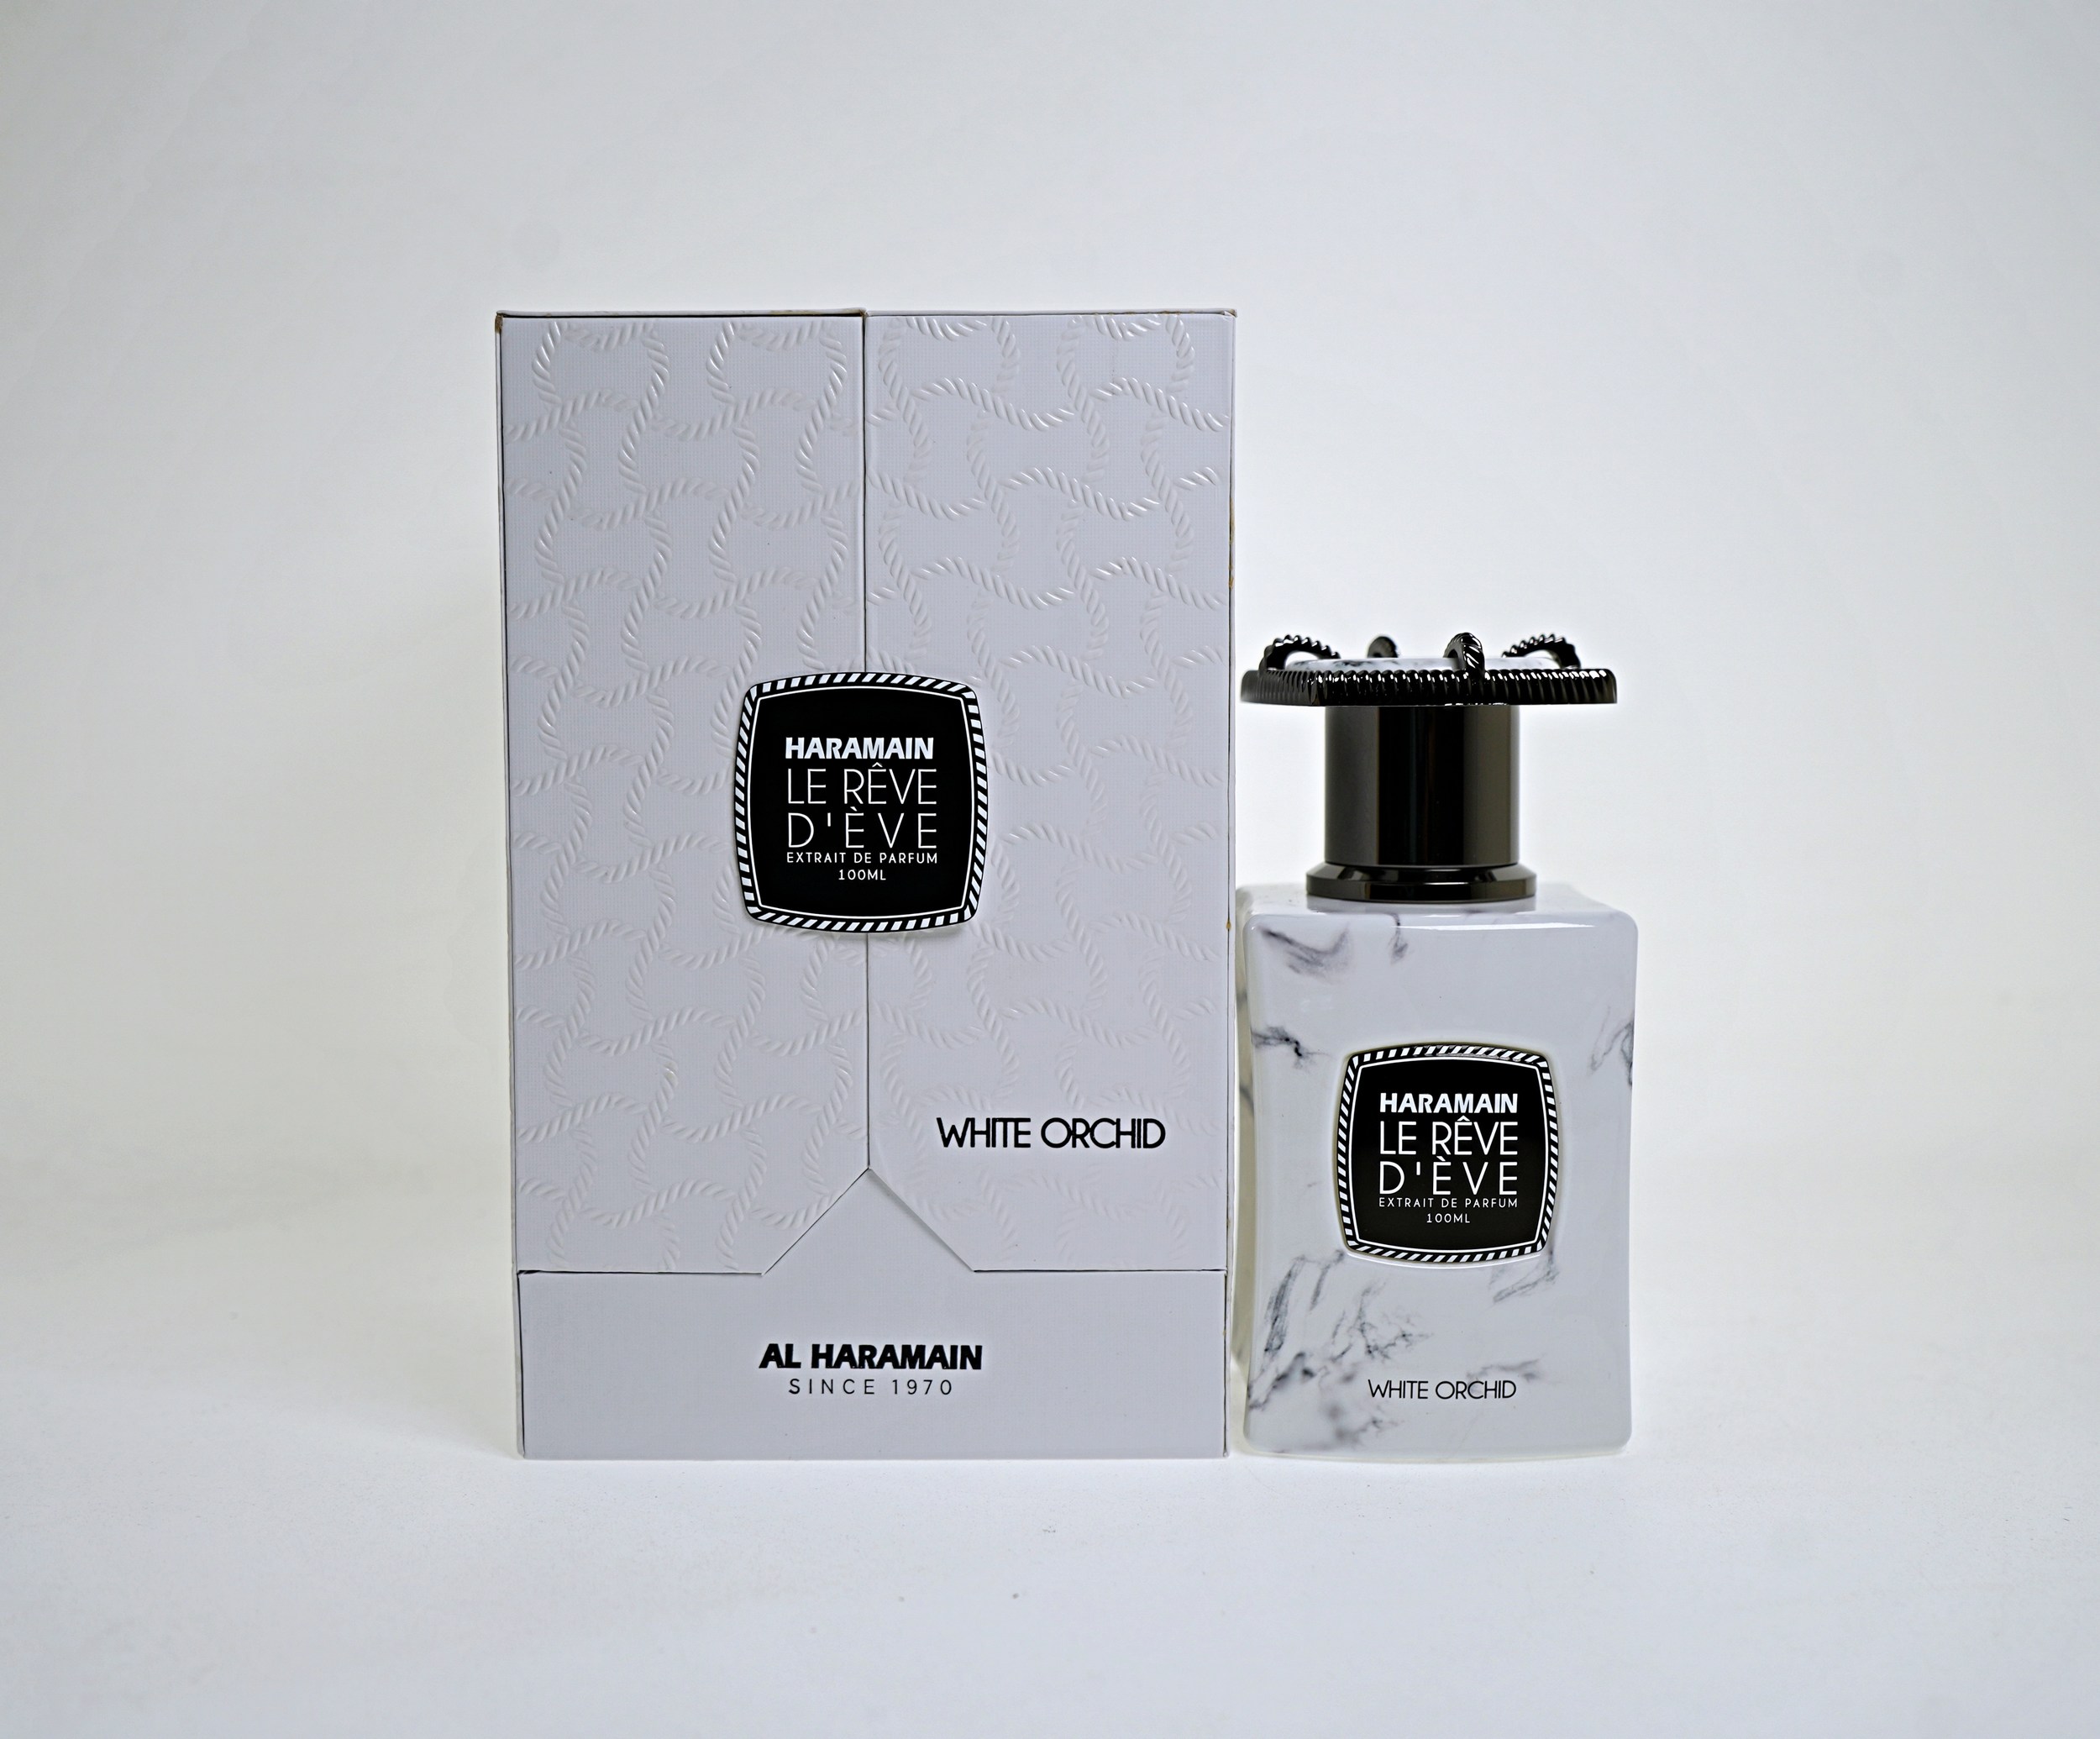 HARAMAIN
LE RÊVE
D'ÈVE
EXTRAIT DE PARFUM
100ML
WHITE ORCHID
AL HARAMAIN
SINCE 1970
HARAMAIN
LE RÊVE
D'ÈVE
EXTRAIT DE PARFUM
100ML
WHITE ORCHID